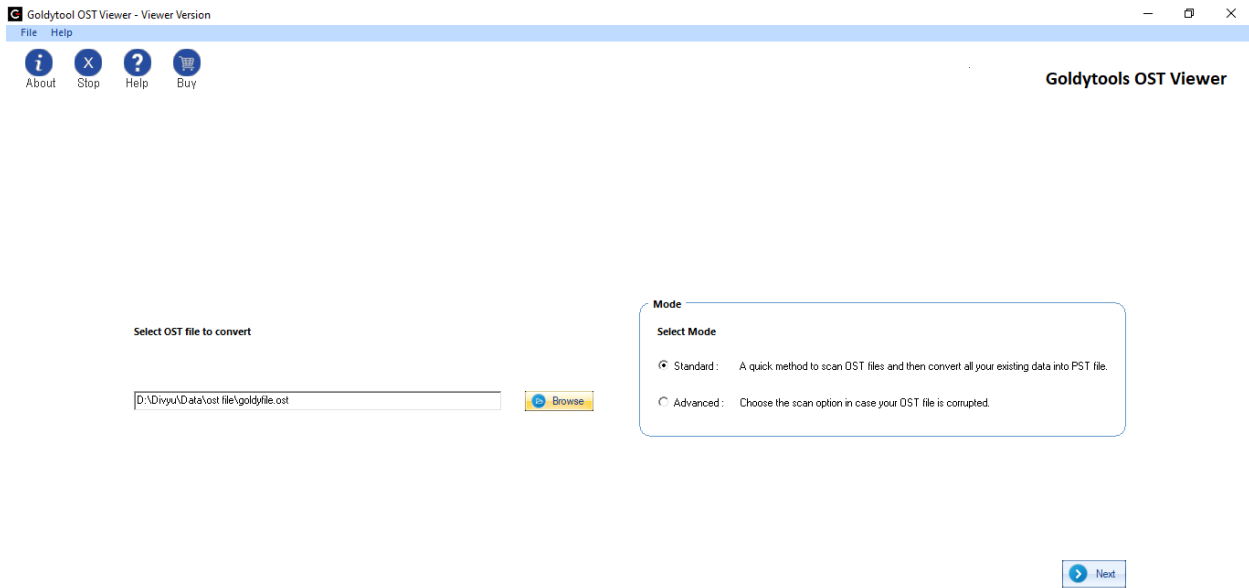 Goldytool OST Viewer - Viewer Version
File Help
About Stop Help Buy
Goldytools OST Viewer
Select OST file to convert
D:\Divyu\Data\ost file\goldyfile.ost
Browse
Mode
Select Mode
Standard : A quick method to scan OST files and then convert all your existing data into PST file.
Advanced : Choose the scan option in case your OST file is corrupted.
Next